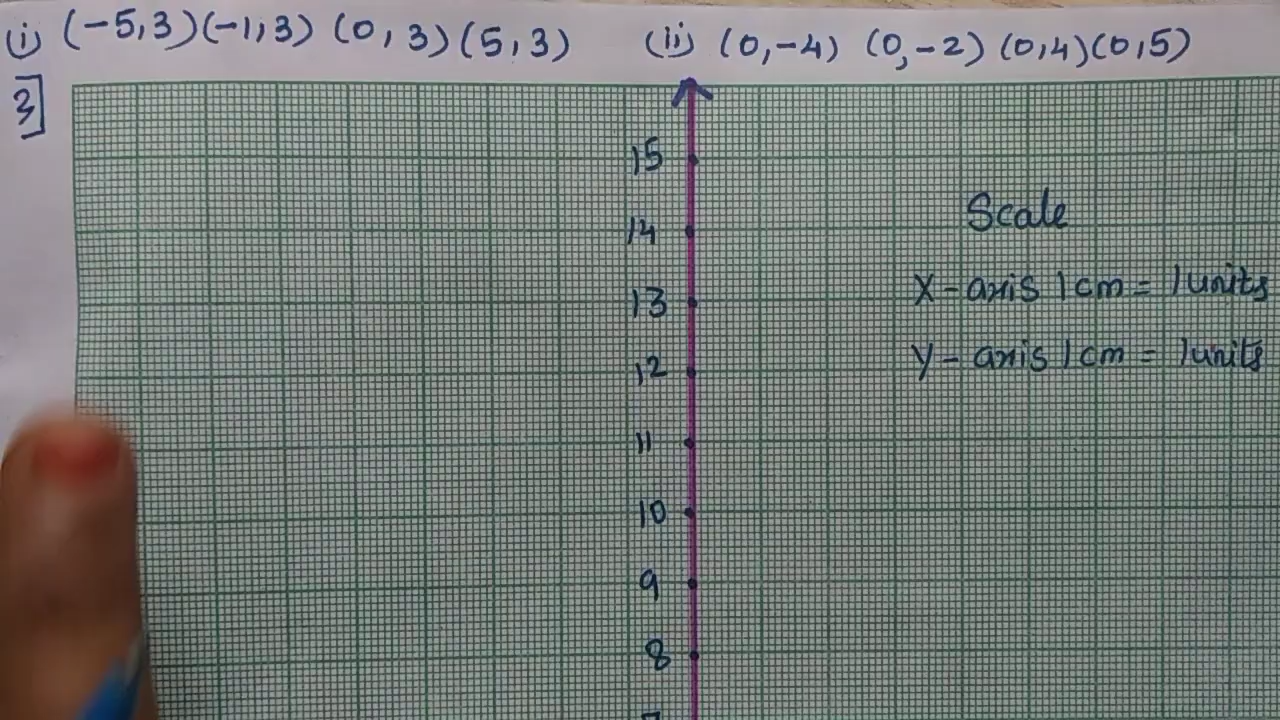 (i) (-5,3)(-1,3) (0,3)(5,3) (ii) (0,-4) (0,-2) (0,4)(0,5)
3]
15
Scale
14
X-axis 1cm = 1units
13
Y-axis 1cm = 1units
12
11
10
9
8